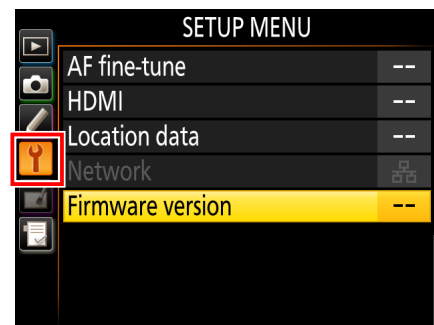 SETUP MENU
AF fine-tune --
HDMI --
Location data --
Network
Firmware version --